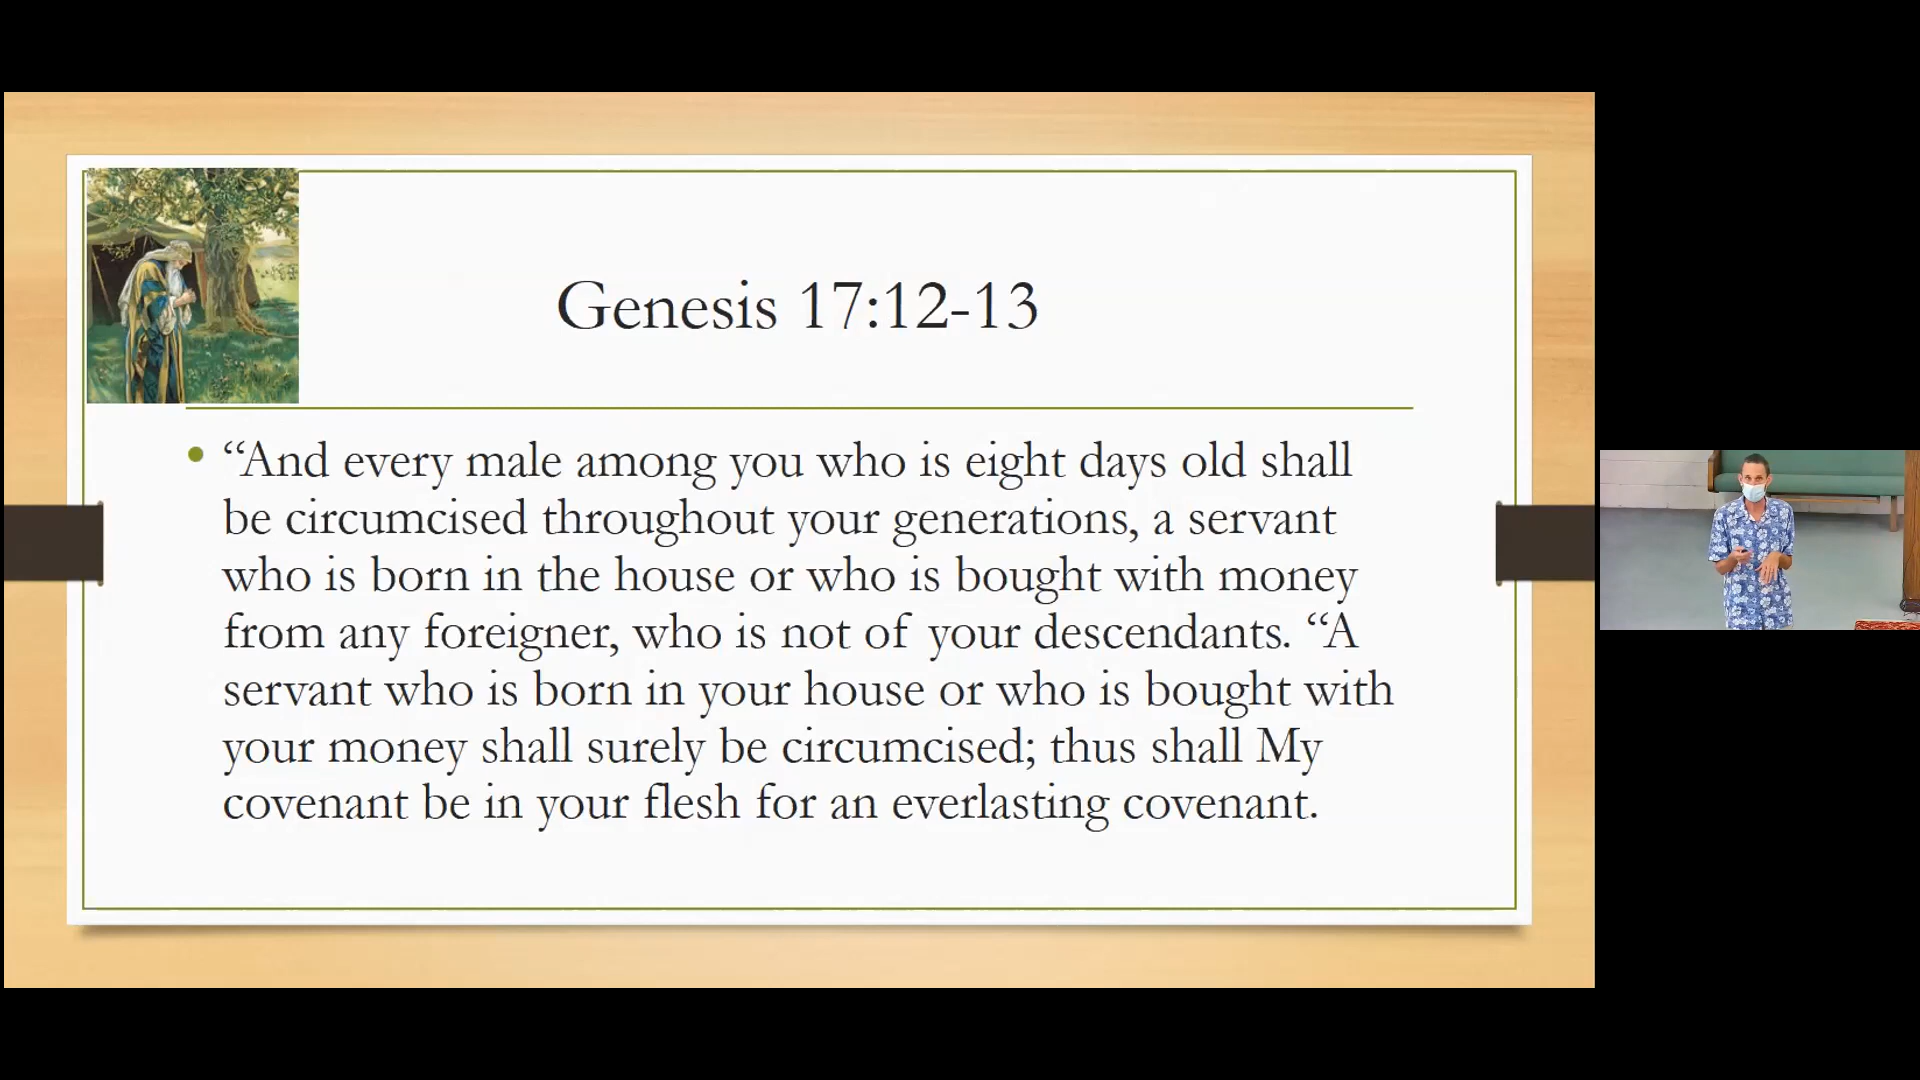 Genesis 17:12-13
“And every male among you who is eight days old shall
be circumcised throughout your generations, a servant
who is born in the house or who is bought with money
from any foreigner, who is not of your descendants. “A
servant who is born in your house or who is bought with
your money shall surely be circumcised; thus shall My
covenant be in your flesh for an everlasting covenant.